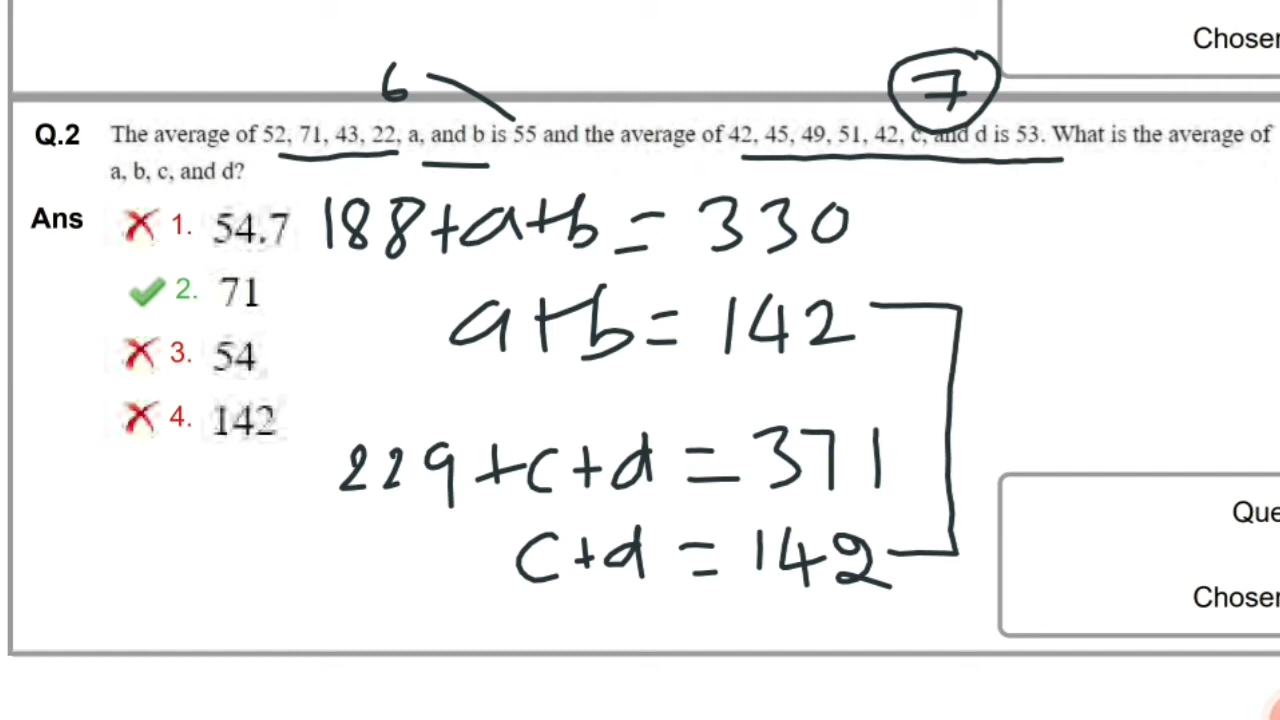 Chosen
6
7
Q.2 The average of 52, 71, 43, 22, a, and b is 55 and the average of 42, 45, 49, 51, 42, c, and d is 53. What is the average of
a, b, c, and d?
Ans 1. 54.7
188+a+b=330
2. 71
a+b=142
3. 54
4. 142
229+c+d=371
Que
c+d=142
Chosen